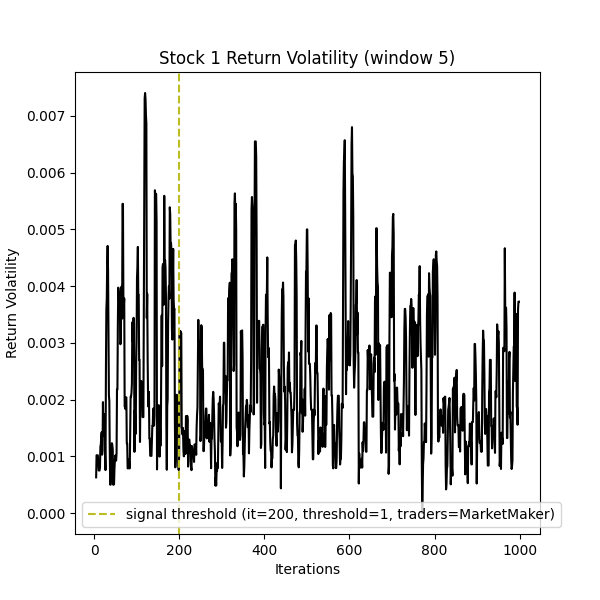 Stock 1 Return Volatility (window 5)
Return Volatility
0.007
0.006
0.005
0.004
0.003
0.002
0.001
0.000
signal threshold (it=200, threshold=1, traders=MarketMaker)
0 200 400 600 800 1000
Iterations